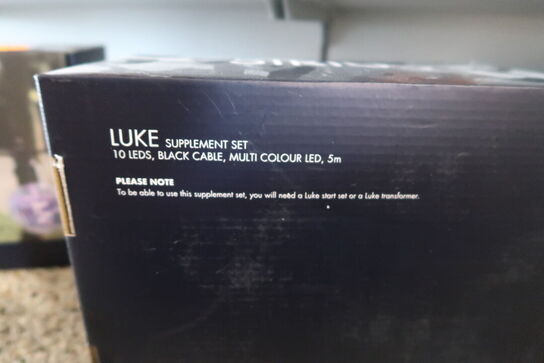 LUKE SUPPLEMENT SET
10 LEDS, BLACK CABLE, MULTI COLOUR LED, 5m
PLEASE NOTE
To be able to use this supplement set, you will need a Luke start set or a Luke transformer.